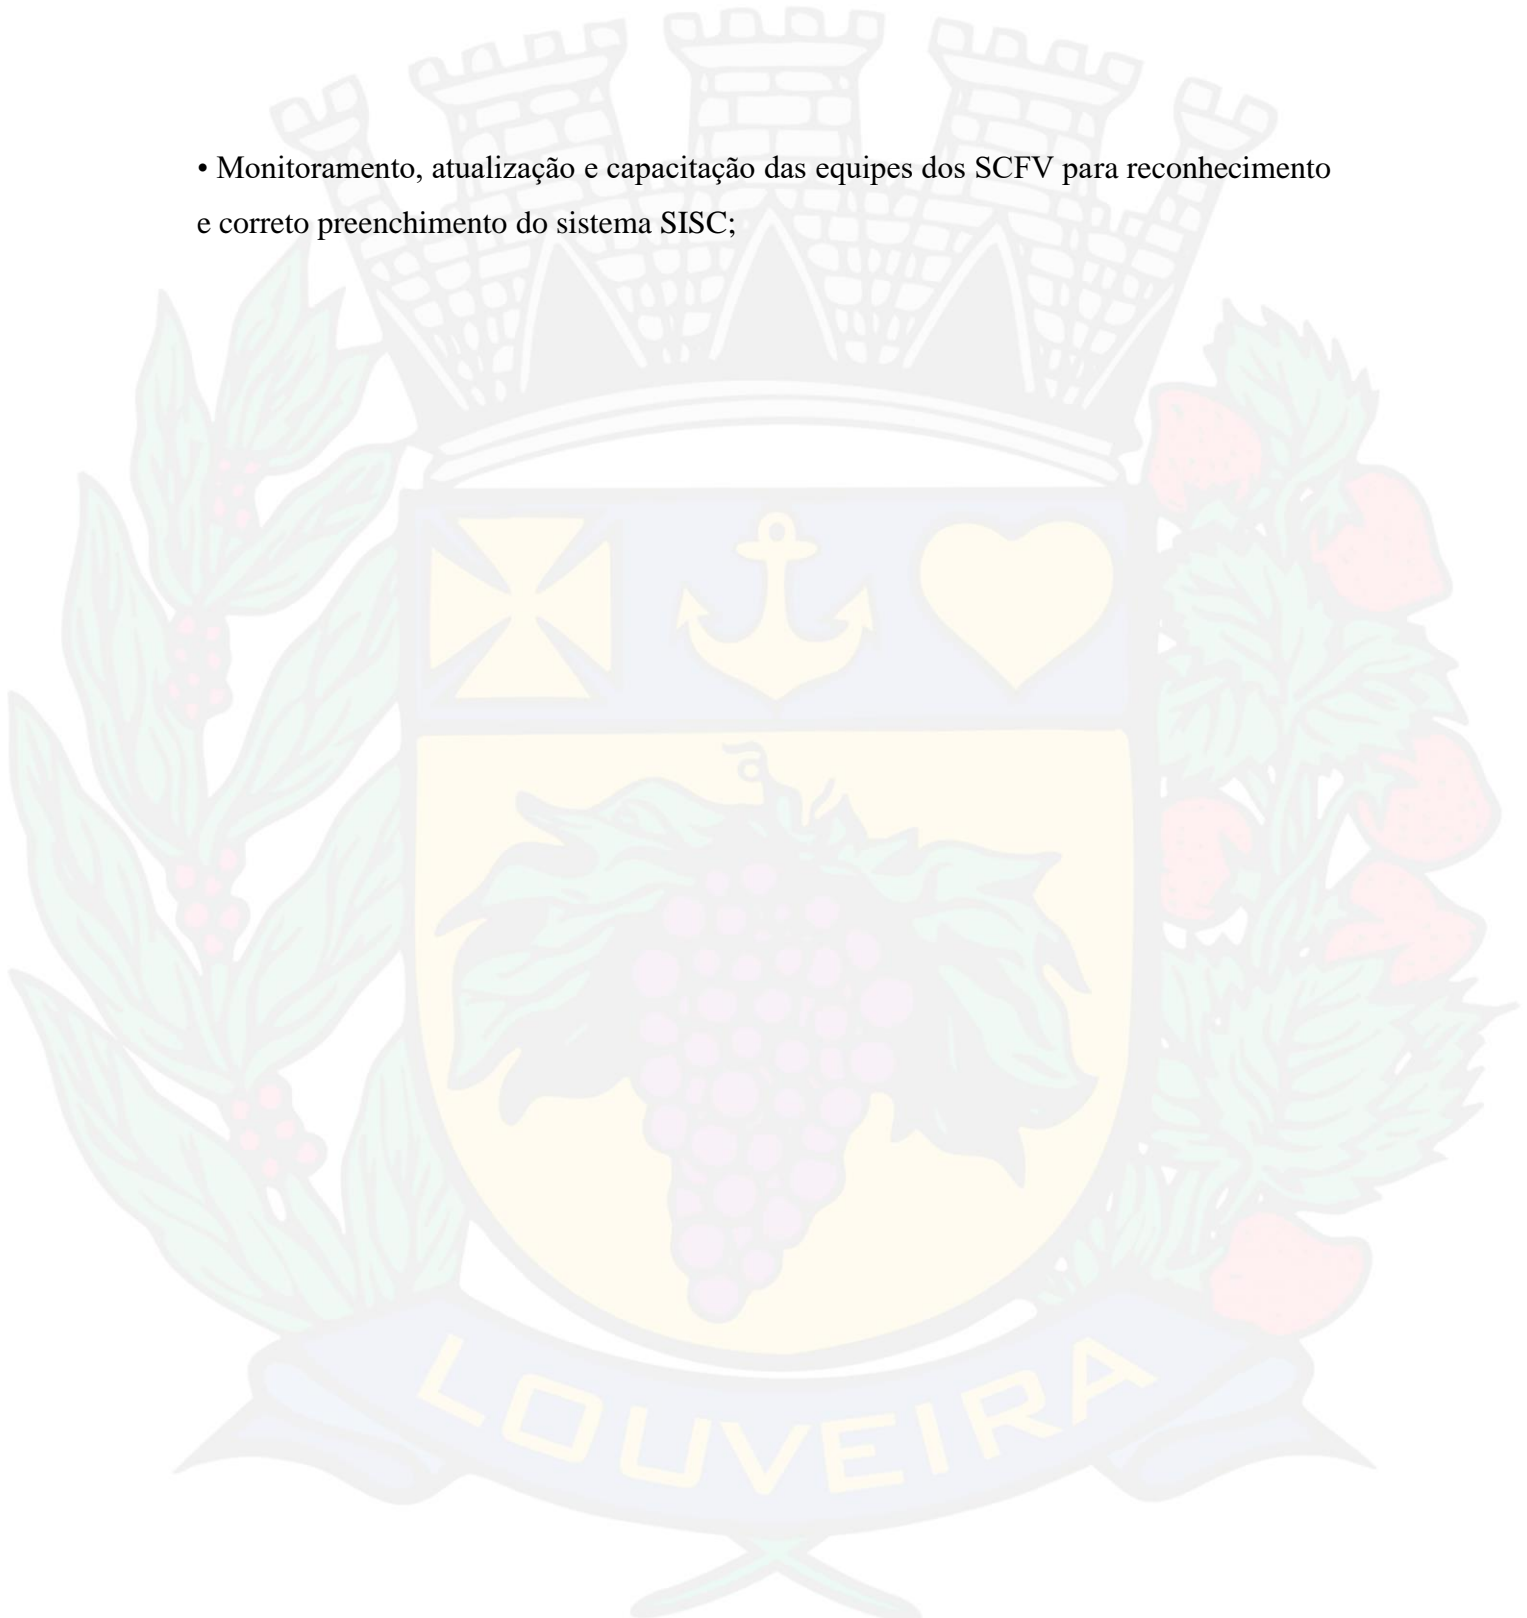 • Monitoramento, atualização e capacitação das equipes dos SCFV para reconhecimento
e correto preenchimento do sistema SISC;
LOUVEIRA